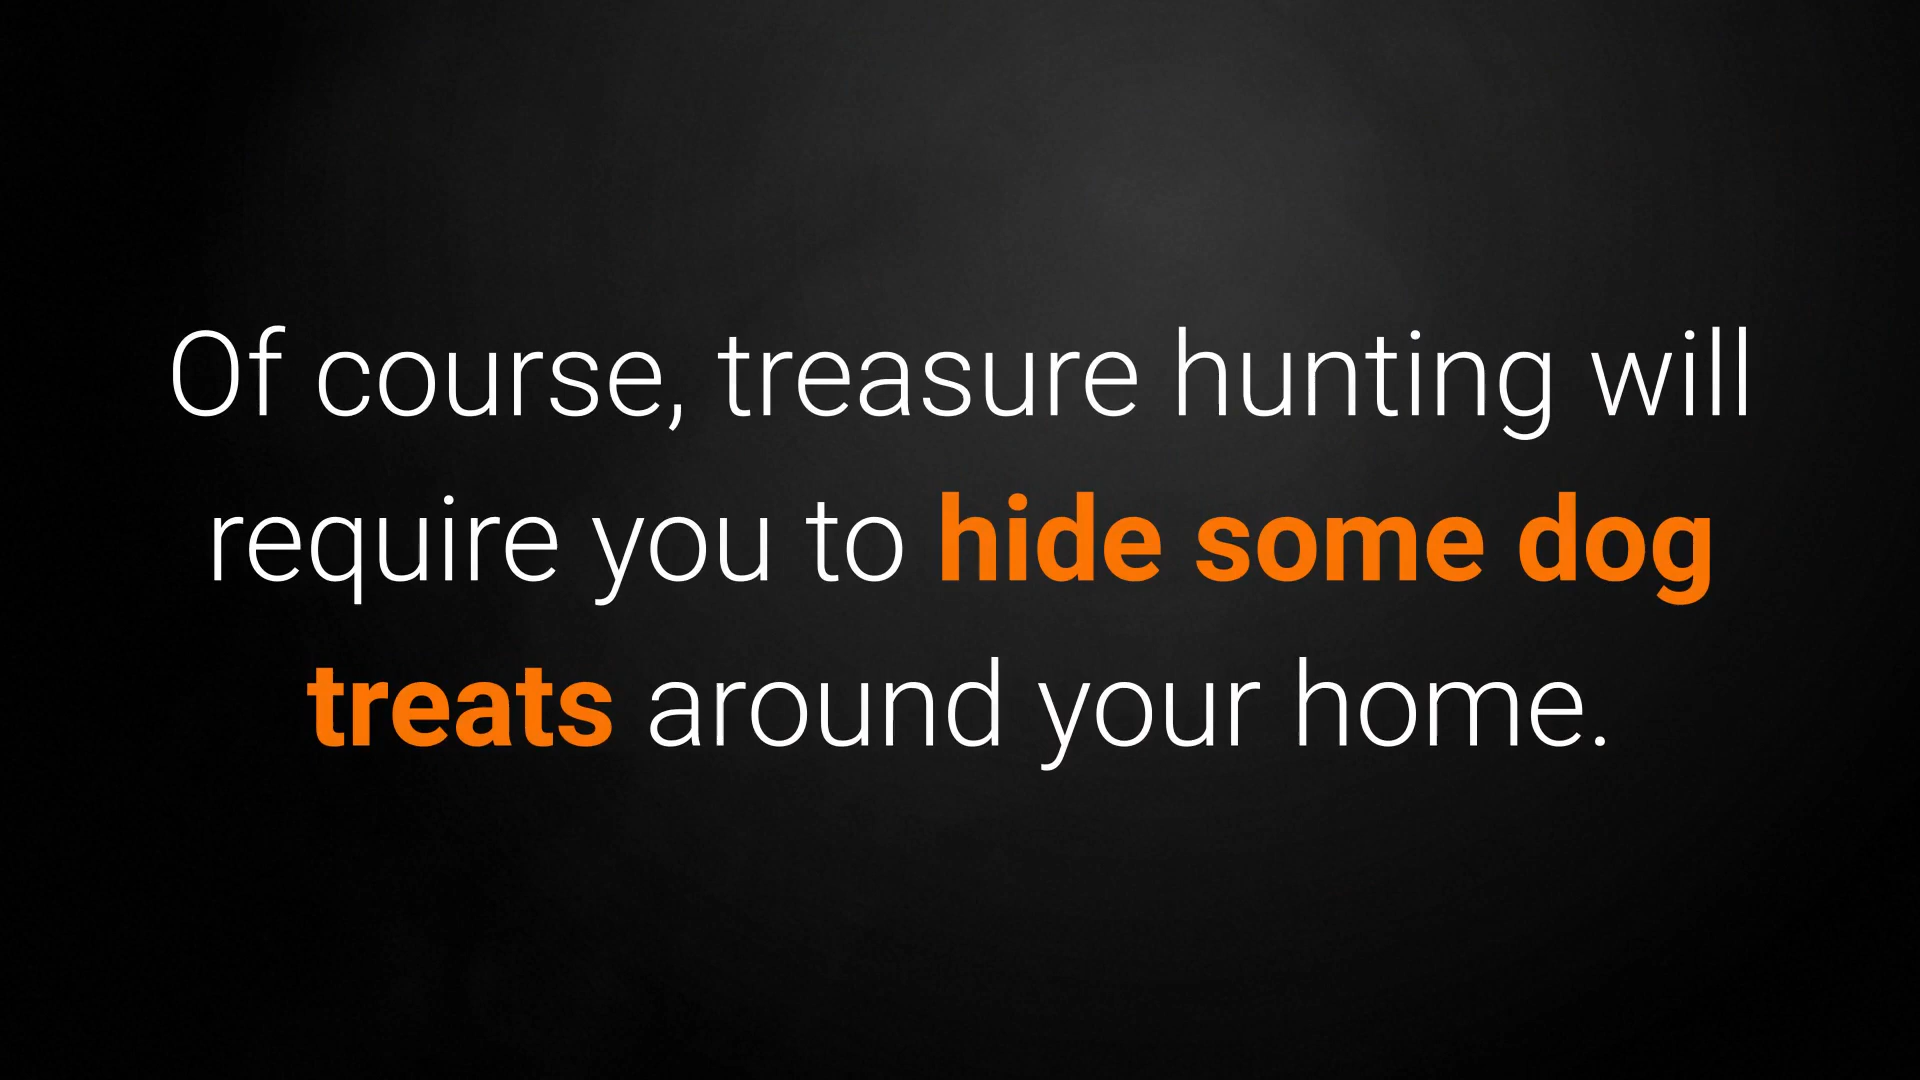 Of course, treasure hunting will
require you to hide some dog
treats around your home.